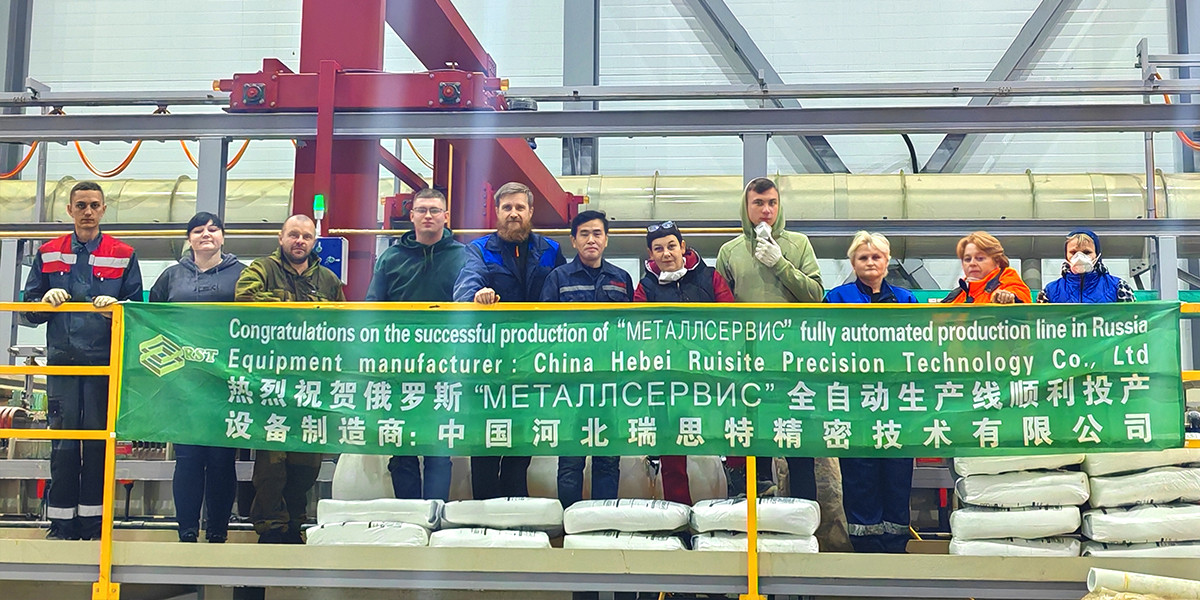 RST
Congratulations on the successful production of “МЕТАЛЛСЕРВИС” fully automated production line in Russia
Equipment manufacturer: China Hebei Ruisite Precision Technology Co., Ltd
热烈祝贺俄罗斯“МЕТАЛЛСЕРВИС”全自动生产线顺利投产
设备制造商:中国河北瑞思特精密技术有限公司